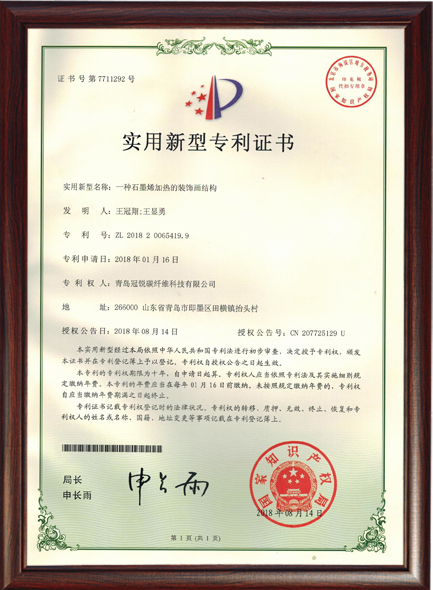 证书号第7711292号
实用新型专利证书
实用新型名称：一种石墨烯加热的装饰画结构
发 明 人：王冠翔;王显勇
专 利 号：ZL 2018 2 0065419.9
专利申请日：2018年01月16日
专 利 权 人：青岛冠锐碳纤维科技有限公司
地 址：266000 山东省青岛市即墨区田横镇抬头村
授权公告日：2018年08月14日 授权公告号：CN 207725129 U
本实用新型经过本局依照中华人民共和国专利法进行初步审查，决定授予专利权，颁发
本证书并在专利登记簿上予以登记。专利权自授权公告之日起生效。
本专利的专利权期限为十年，自申请日起算。专利权人应当依照专利法及其实施细则规
定缴纳年费。本专利的年费应当在每年01月16日前缴纳。未按照规定缴纳年费的，专利权
自应当缴纳年费期满之日起终止。
专利证书记载专利权登记时的法律状况。专利权的转移、质押、无效、终止、恢复和专
利权人的姓名或名称、国籍、地址变更等事项记载在专利登记簿上。
局长
申长雨
申长雨
国家知识产权局
2018年08月14日
第 1 页 (共 1 页)